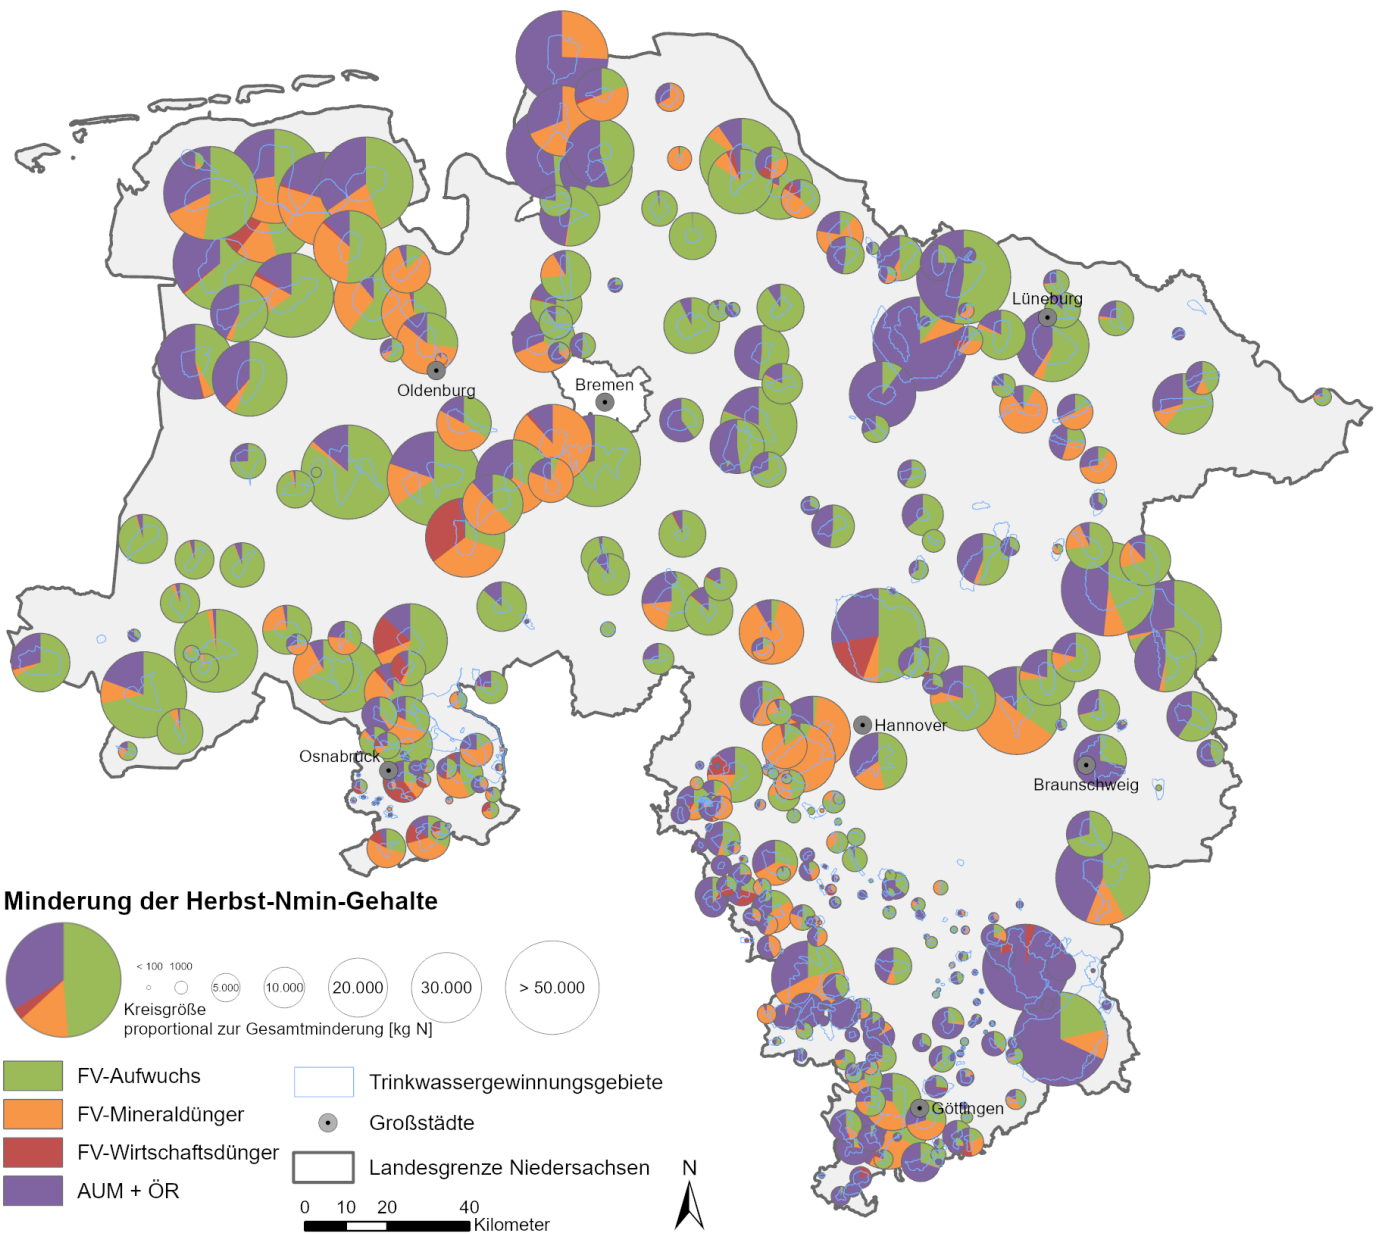 Lüneburg
Bremen
Oldenburg
Hannover
Osnabrück
Braunschweig
Göttingen
Minderung der Herbst-Nmin-Gehalte
< 100 1000 5.000 10.000 20.000 30.000 > 50.000
Kreisgröße
proportional zur Gesamtminderung [kg N]
FV-Aufwuchs
FV-Mineraldünger
FV-Wirtschaftsdünger
AUM + ÖR
Trinkwassergewinnungsgebiete
Großstädte
Landesgrenze Niedersachsen
N
0 10 20 40
Kilometer